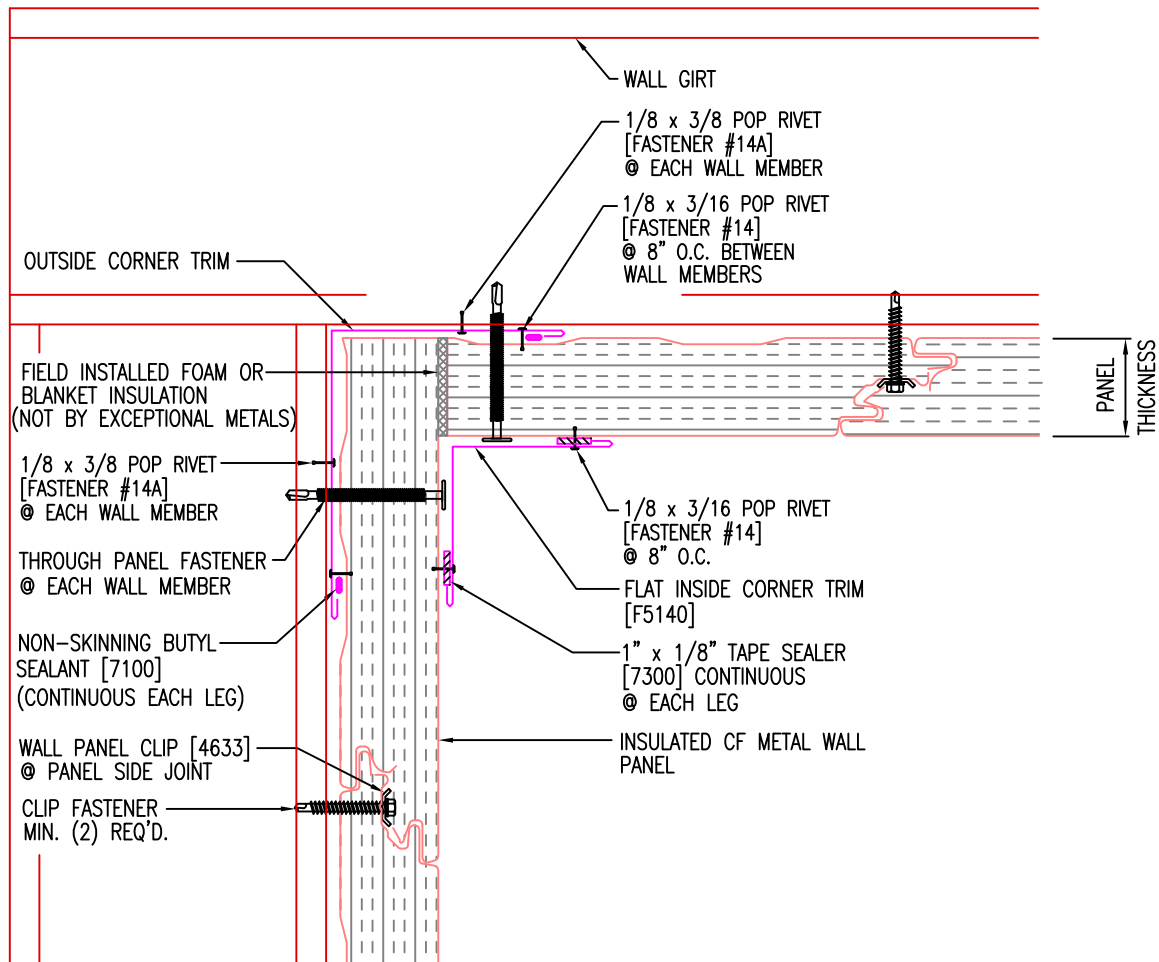 WALL GIRT
1/8 x 3/8 POP RIVET
[FASTENER #14A]
@ EACH WALL MEMBER
1/8 x 3/16 POP RIVET
[FASTENER #14]
@ 8" O.C. BETWEEN
WALL MEMBERS
OUTSIDE CORNER TRIM
FIELD INSTALLED FOAM OR
BLANKET INSULATION
(NOT BY EXCEPTIONAL METALS)
1/8 x 3/8 POP RIVET
[FASTENER #14A]
@ EACH WALL MEMBER
THROUGH PANEL FASTENER
@ EACH WALL MEMBER
NON-SKINNING BUTYL
SEALANT [7100]
(CONTINUOUS EACH LEG)
WALL PANEL CLIP [4633]
@ PANEL SIDE JOINT
CLIP FASTENER
MIN. (2) REQ'D.
PANEL
THICKNESS
1/8 x 3/16 POP RIVET
[FASTENER #14]
@ 8" O.C.
FLAT INSIDE CORNER TRIM
[F5140]
1" x 1/8" TAPE SEALER
[7300] CONTINUOUS
@ EACH LEG
INSULATED CF METAL WALL
PANEL